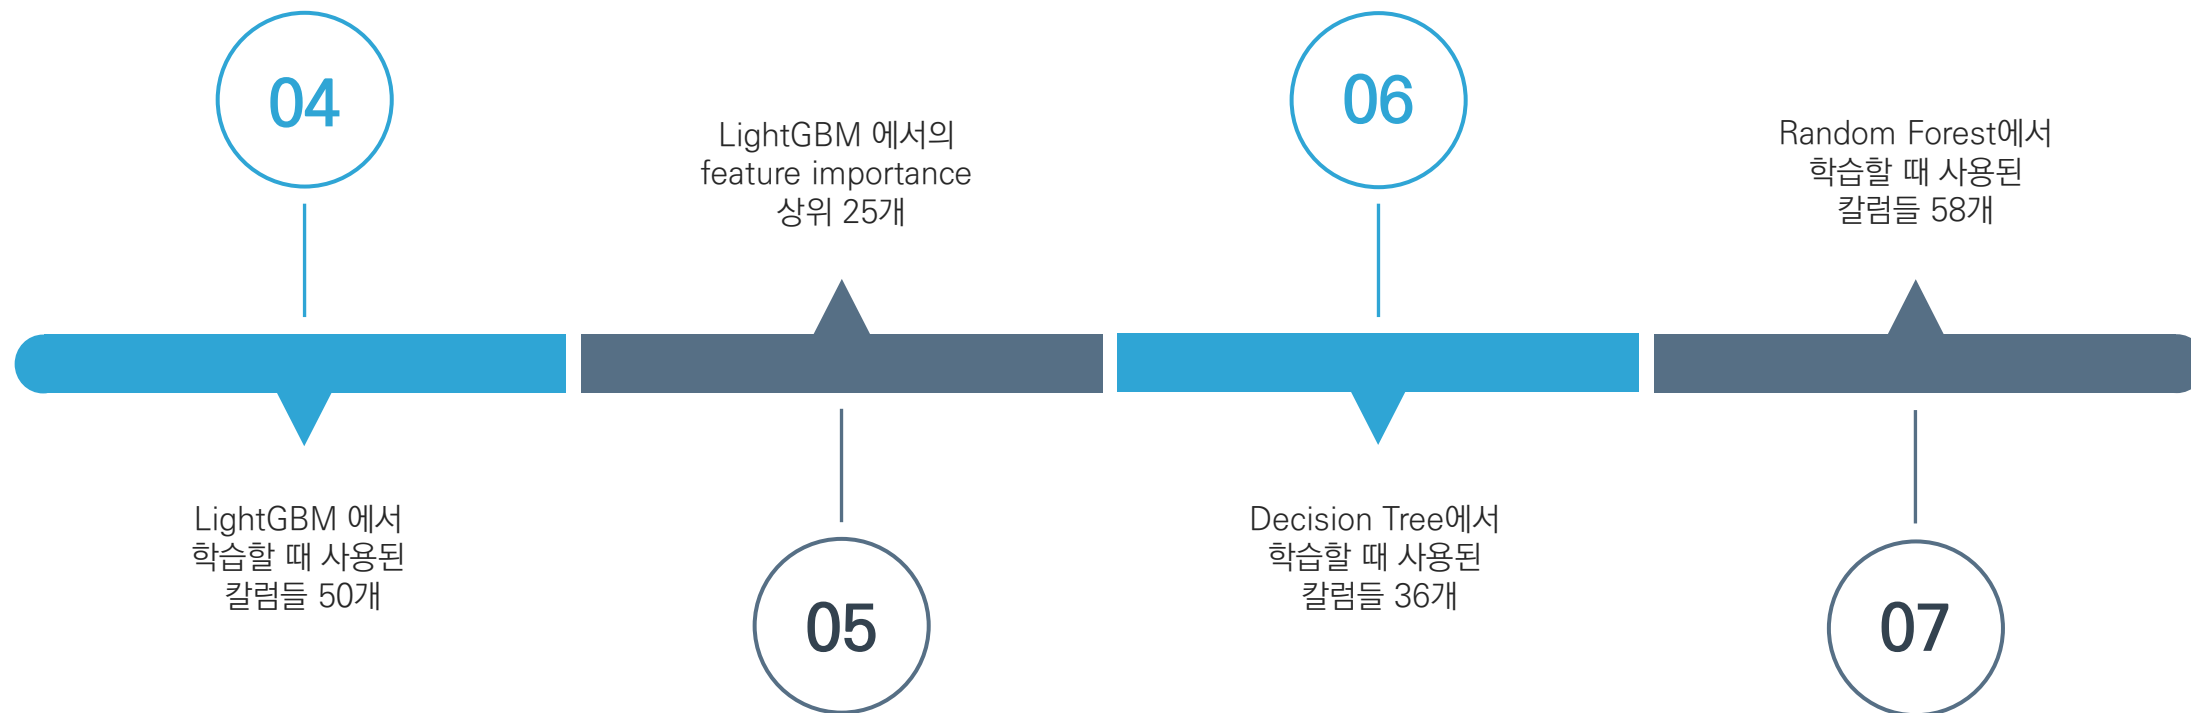 04
LightGBM 에서
학습할 때 사용된
칼럼들 50개
LightGBM 에서의
feature importance
상위 25개
05
06
Decision Tree에서
학습할 때 사용된
칼럼들 36개
Random Forest에서
학습할 때 사용된
칼럼들 58개
07